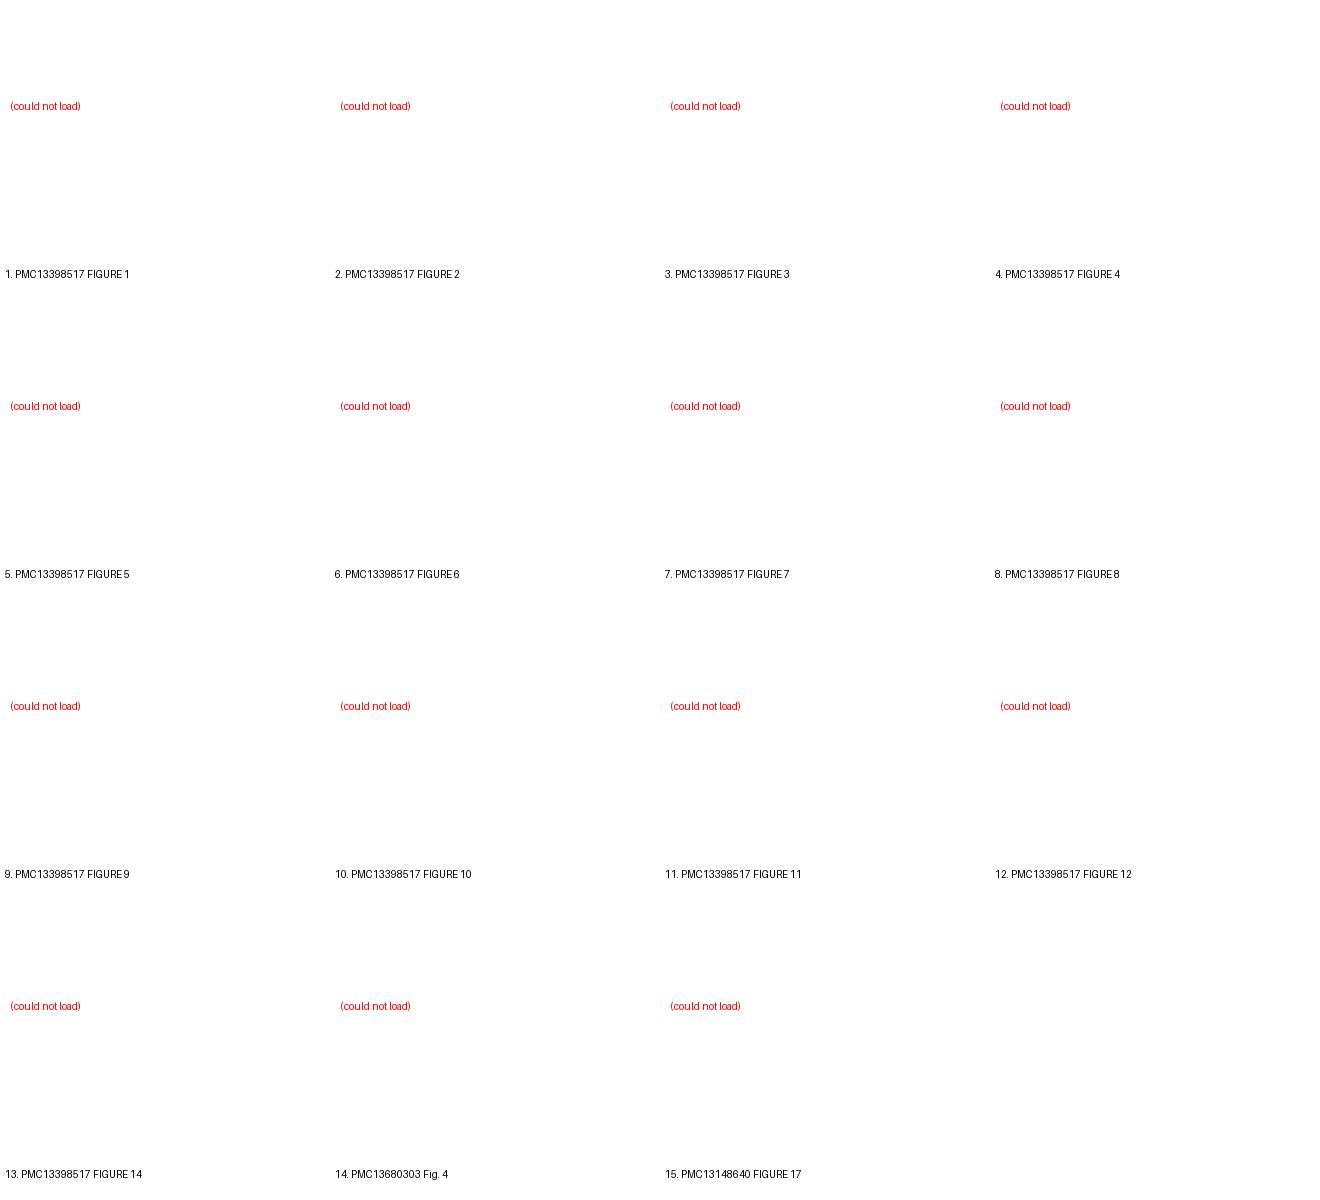 (could not load) (could not load) (could not load) (could not load)
1. PMC13398517 FIGURE 1 2. PMC13398517 FIGURE 2 3. PMC13398517 FIGURE 3 4. PMC13398517 FIGURE 4
(could not load) (could not load) (could not load) (could not load)
5. PMC13398517 FIGURE 5 6. PMC13398517 FIGURE 6 7. PMC13398517 FIGURE 7 8. PMC13398517 FIGURE 8
(could not load) (could not load) (could not load) (could not load)
9. PMC13398517 FIGURE 9 10. PMC13398517 FIGURE 10 11. PMC13398517 FIGURE 11 12. PMC13398517 FIGURE 12
(could not load) (could not load) (could not load)
13. PMC13398517 FIGURE 14 14. PMC13680303 Fig. 4 15. PMC13148640 FIGURE 17